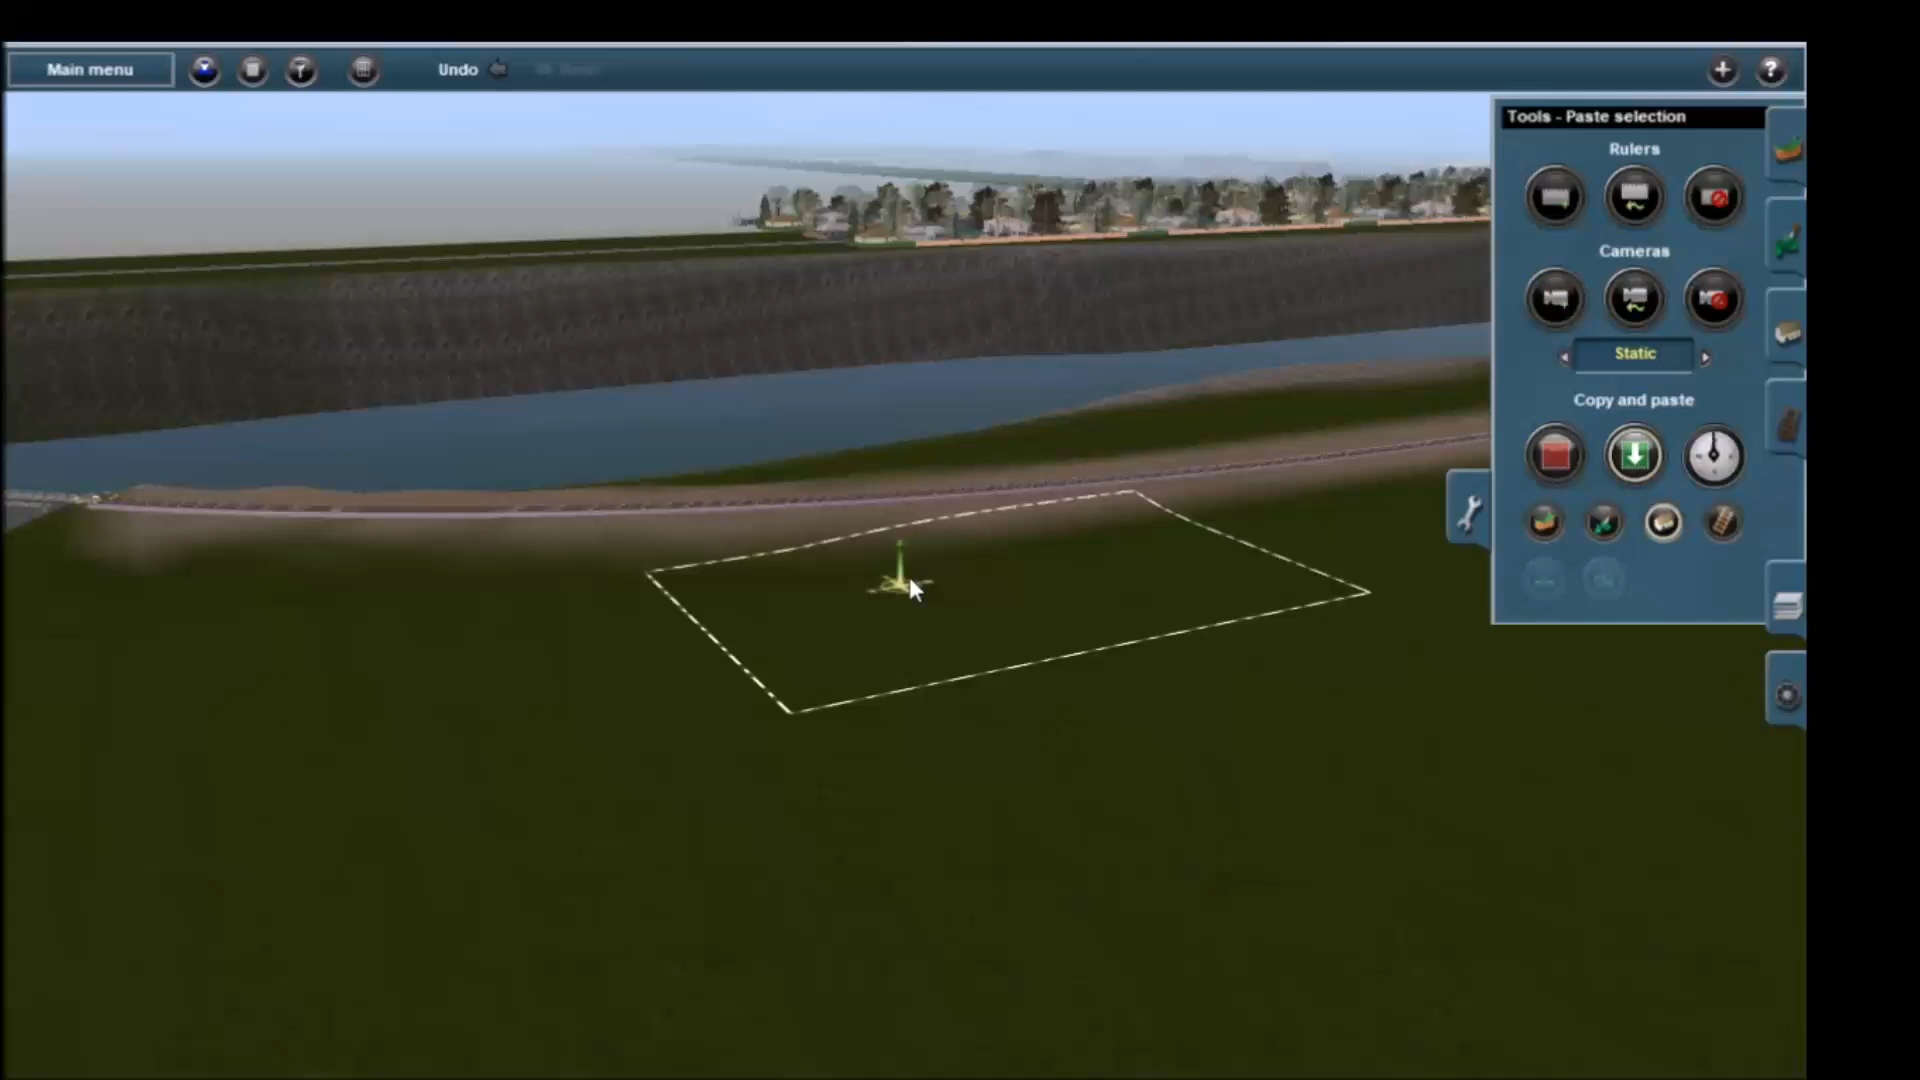 Main menu
Undo
Tools - Paste selection
Rulers
Cameras
Static
Copy and paste